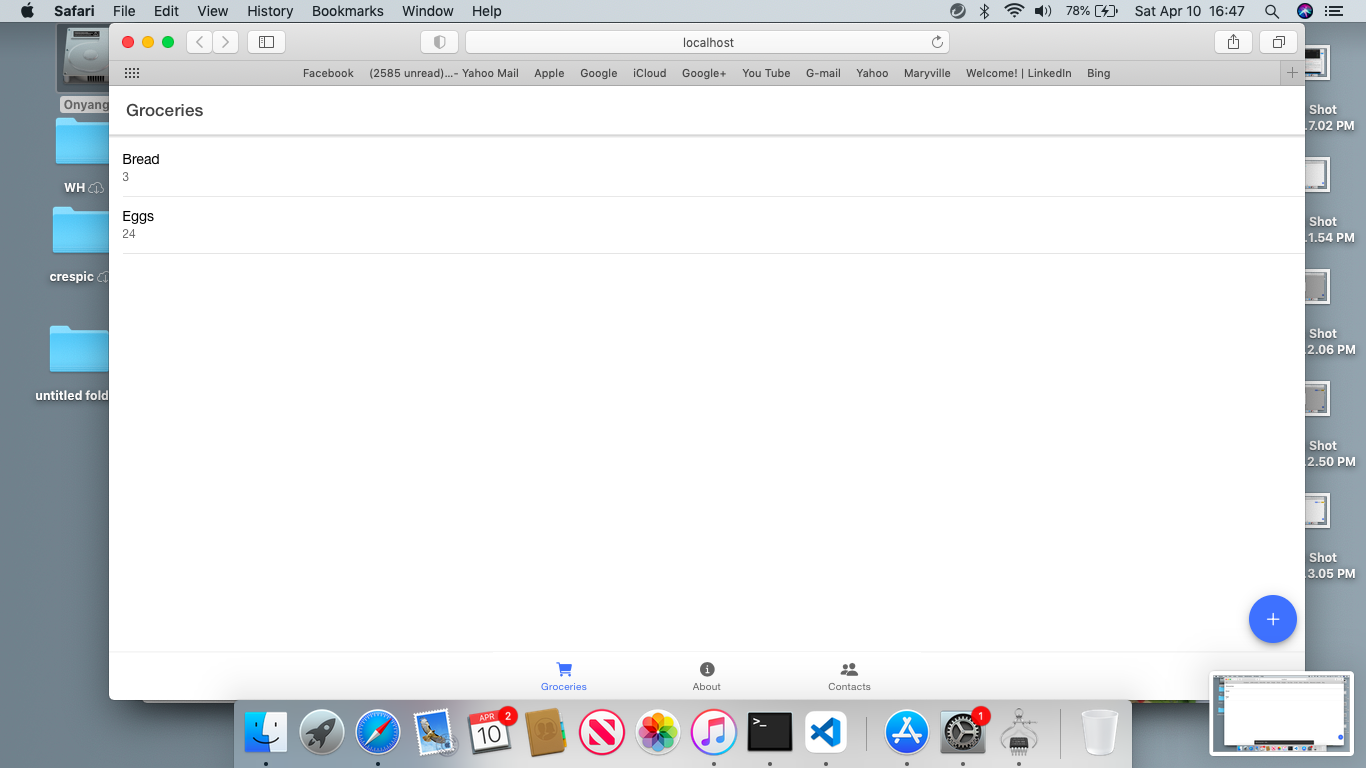 Safari File Edit View History Bookmarks Window Help 78% Sat Apr 10 16:47
localhost
Facebook (2585 unread)...- Yahoo Mail Apple Google iCloud Google+ You Tube G-mail Yahoo Maryville Welcome! | LinkedIn Bing
Groceries
Bread
3
Eggs
24
Groceries About Contacts
Onyang
WH
crespic
untitled fold
Shot
.7.02 PM
Shot
.1.54 PM
Shot
.2.06 PM
Shot
.2.50 PM
Shot
.3.05 PM
APR 2
10
1